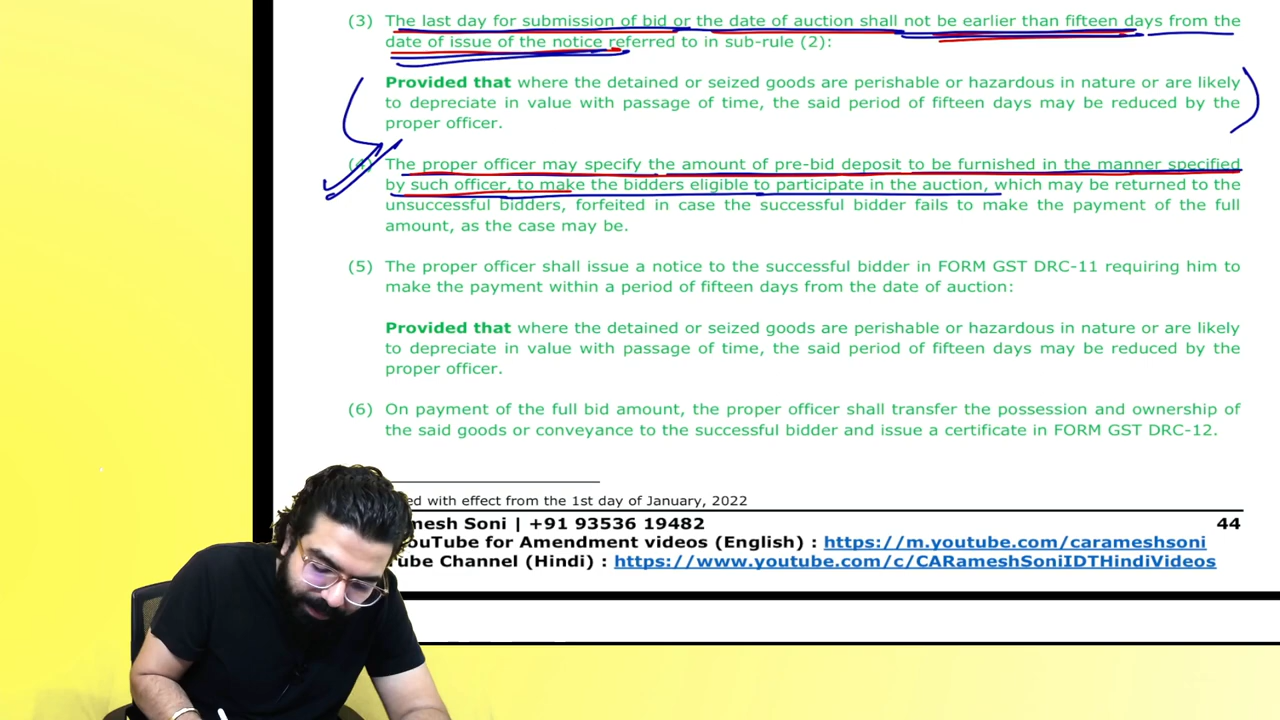 (3) The last day for submission of bid or the date of auction shall not be earlier than fifteen days from the
date of issue of the notice referred to in sub-rule (2):
Provided that where the detained or seized goods are perishable or hazardous in nature or are likely
to depreciate in value with passage of time, the said period of fifteen days may be reduced by the
proper officer.
(4) The proper officer may specify the amount of pre-bid deposit to be furnished in the manner specified
by such officer, to make the bidders eligible to participate in the auction, which may be returned to the
unsuccessful bidders, forfeited in case the successful bidder fails to make the payment of the full
amount, as the case may be.
(5) The proper officer shall issue a notice to the successful bidder in FORM GST DRC-11 requiring him to
make the payment within a period of fifteen days from the date of auction:
Provided that where the detained or seized goods are perishable or hazardous in nature or are likely
to depreciate in value with passage of time, the said period of fifteen days may be reduced by the
proper officer.
(6) On payment of the full bid amount, the proper officer shall transfer the possession and ownership of
the said goods or conveyance to the successful bidder and issue a certificate in FORM GST DRC-12.
with effect from the 1st day of January, 2022
mesh Soni | +91 93536 19482 44
ouTube for Amendment videos (English) : https://m.youtube.com/carameshsoni
Tube Channel (Hindi) : https://www.youtube.com/c/CARameshSoniIDTHindiVideos